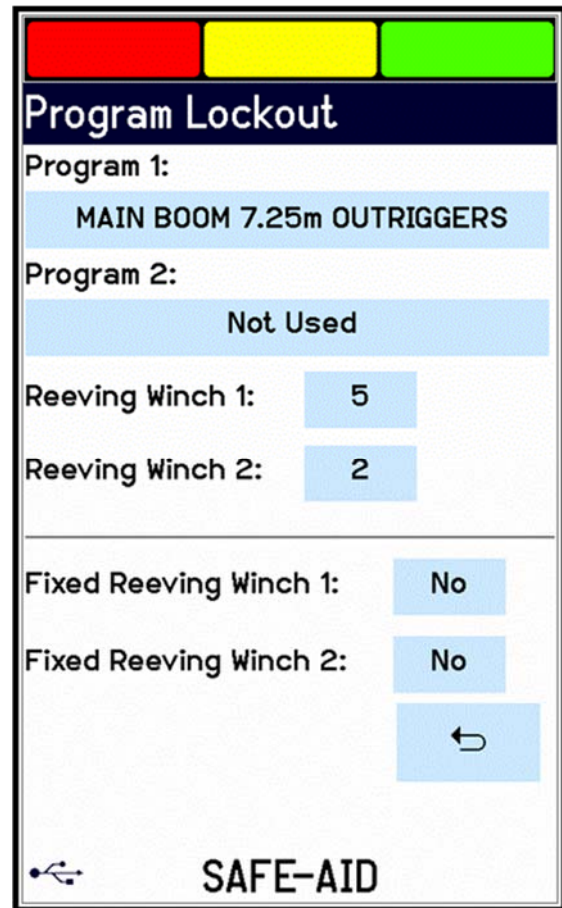 Program Lockout
Program 1:
MAIN BOOM 7.25m OUTRIGGERS
Program 2:
Not Used
Reeving Winch 1: 5
Reeving Winch 2: 2
Fixed Reeving Winch 1: No
Fixed Reeving Winch 2: No
SAFE-AID